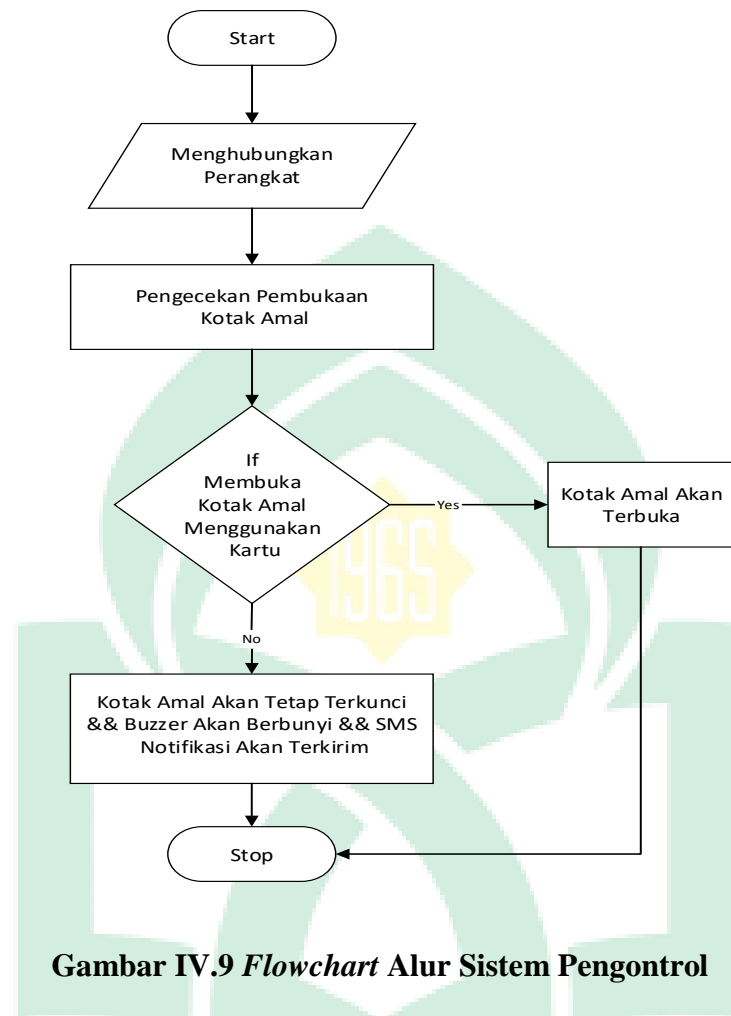 Start
Menghubungkan
Perangkat
Pengecekan Pembukaan
Kotak Amal
If
Membuka
Kotak Amal
Menggunakan
Kartu
Yes
Kotak Amal Akan
Terbuka
1965
No
Kotak Amal Akan Tetap Terkunci
&& Buzzer Akan Berbunyi && SMS
Notifikasi Akan Terkirim
Stop
Gambar IV.9 Flowchart Alur Sistem Pengontrol